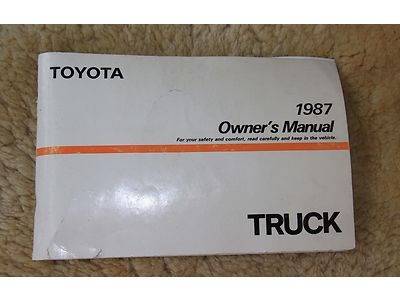 TOYOTA
1987
Owner's Manual
For your safety and comfort, read carefully and keep in the vehicle.
TRUCK